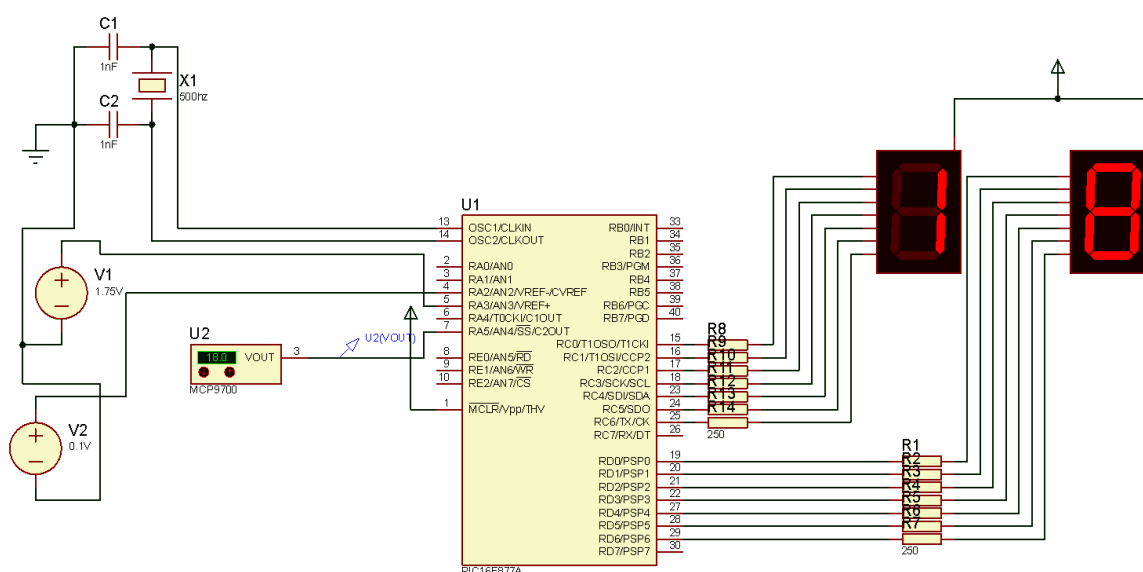 C1
1nF
X1
500hz
C2
1nF
V1
1.75V
U2
18.0
VOUT
3
MCP9700
U2(VOUT)
V2
0.1V
U1
13 OSC1/CLKIN
14 OSC2/CLKOUT
2 RA0/AN0
3 RA1/AN1
4 RA2/AN2/VREF-/CVREF
5 RA3/AN3/VREF+
6 RA4/T0CKI/C1OUT
7 RA5/AN4/SS/C2OUT
8 RE0/AN5/RD
9 RE1/AN6/WR
10 RE2/AN7/CS
1 MCLR/Vpp/THV
RB0/INT 33
RB1 34
RB2 35
RB3/PGM 36
RB4 37
RB5 38
RB6/PGC 39
RB7/PGD 40
RC0/T1OSO/T1CKI 15
RC1/T1OSI/CCP2 16
RC2/CCP1 17
RC3/SCK/SCL 18
RC4/SDI/SDA 23
RC5/SDO 24
RC6/TX/CK 25
RC7/RX/DT 26
RD0/PSP0 19
RD1/PSP1 20
RD2/PSP2 21
RD3/PSP3 22
RD4/PSP4 27
RD5/PSP5 28
RD6/PSP6 29
RD7/PSP7 30
PIC16F877A
R8
R9
R10
R11
R12
R13
R14
250
R1
R2
R3
R4
R5
R6
R7
250
1
8